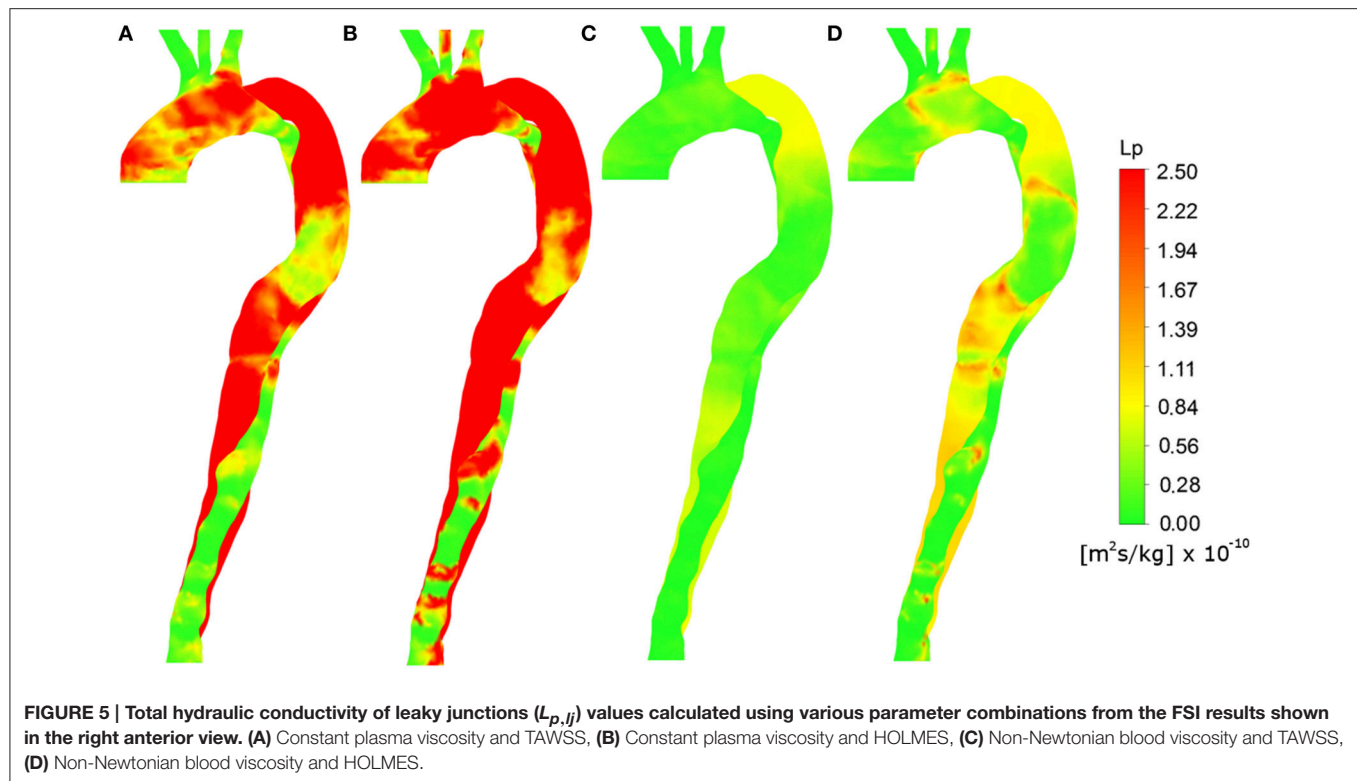 A B C D
Lp
2.50
2.22
1.94
1.67
1.39
1.11
0.84
0.56
0.28
0.00
[m²s/kg] x 10⁻¹⁰
FIGURE 5 | Total hydraulic conductivity of leaky junctions (Lp,lj) values calculated using various parameter combinations from the FSI results shown
in the right anterior view. (A) Constant plasma viscosity and TAWSS, (B) Constant plasma viscosity and HOLMES, (C) Non-Newtonian blood viscosity and TAWSS,
(D) Non-Newtonian blood viscosity and HOLMES.